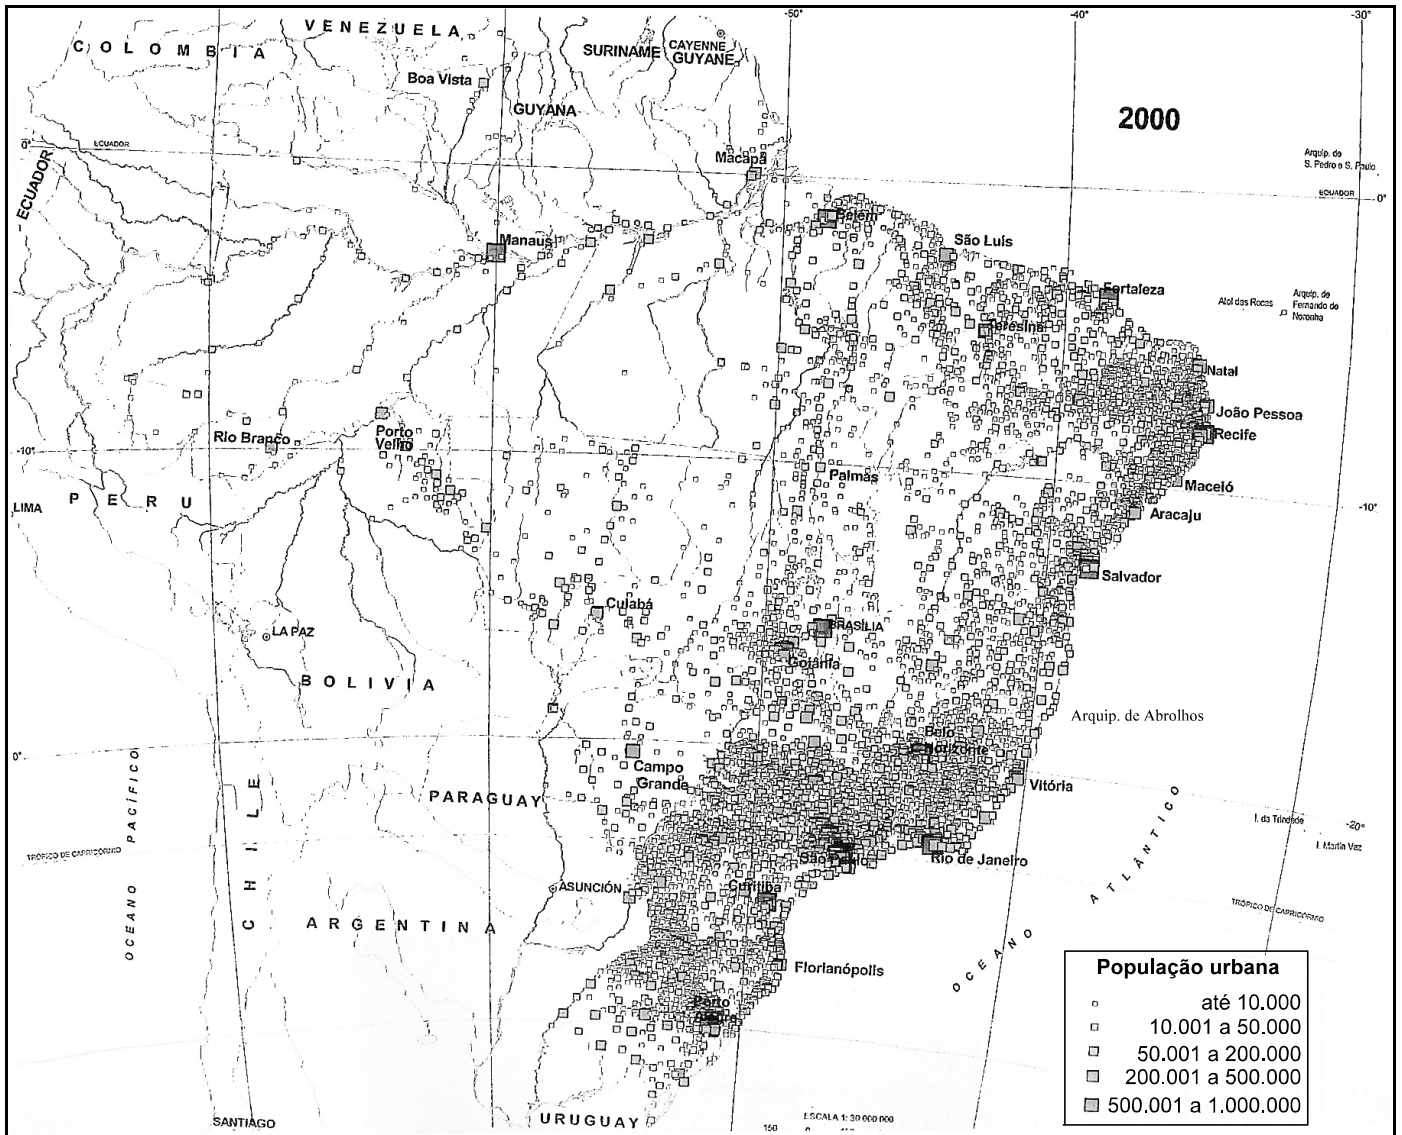 -50°
-40°
-30°
VENEZUELA
COLOMBIA
SURINAME
CAYENNE
GUYANE
Boa Vista
GUYANA
2000
0°
ECUADOR
ECUADOR
Macapá
Arquip. de
S. Pedro e S. Paulo
ECUADOR
0°
Belém
Manaus
São Luís
Fortaleza
Atol das Rocas
Arquip. de
Fernando de
Noronha
Teresina
Natal
João Pessoa
Recife
Rio Branco
Porto
Velho
-10°
Palmas
Maceló
PERU
LIMA
Aracaju
-10°
Salvador
Cuiabá
BRASÍLIA
LA PAZ
Goiânia
BOLIVIA
Arquip. de Abrolhos
Belo
Horizonte
0°
Campo
Grande
Vitória
OCEANO PACÍFICO
CHILE
PARAGUAY
I. da Trindade
-20°
I. Martin Vaz
TRÓPICO DE CAPRICÓRNIO
São Paulo
Rio de Janeiro
OCEANO ATLÂNTICO
ASUNCIÓN
Curitiba
TRÓPICO DE CAPRICÓRNIO
ARGENTINA
Florianópolis
População urbana
até 10.000
10.001 a 50.000
50.001 a 200.000
200.001 a 500.000
500.001 a 1.000.000
Porto
Alegre
SANTIAGO
URUGUAY
ESCALA 1: 30 000 000
150
0